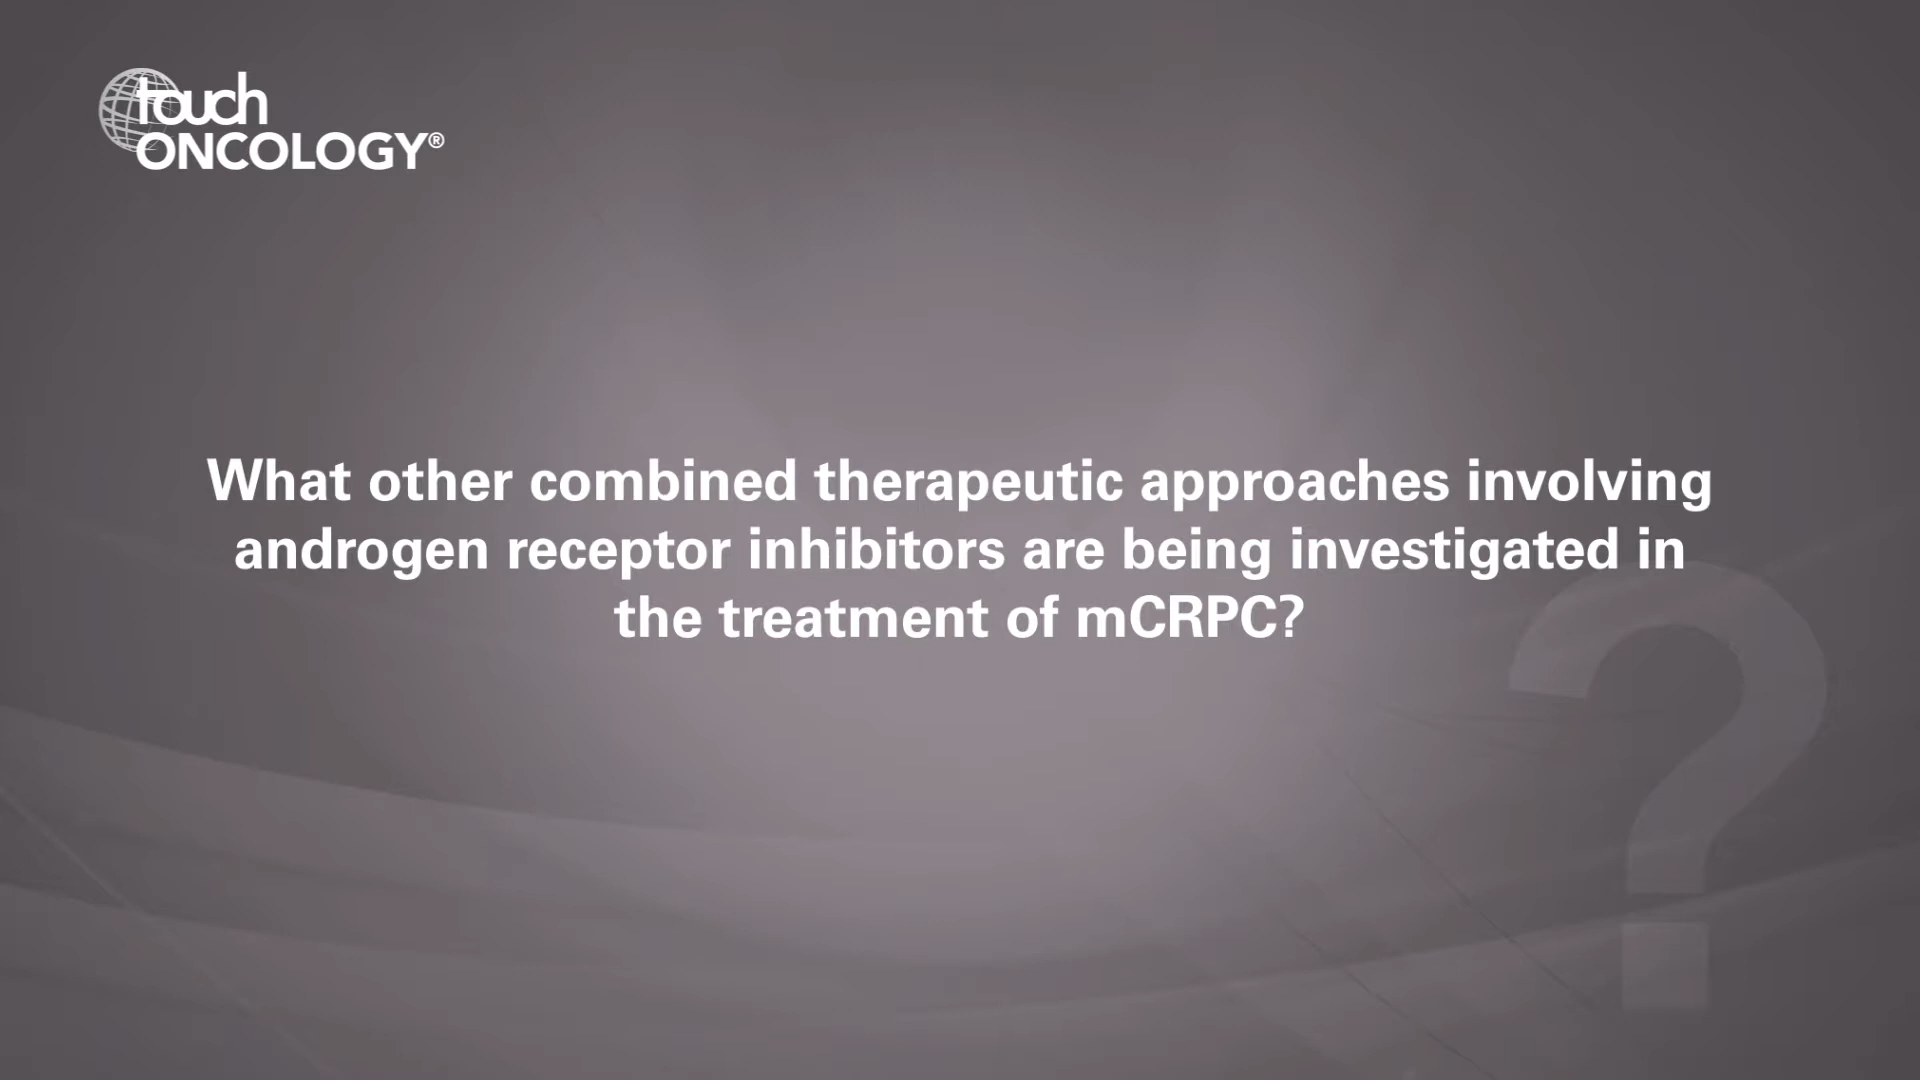 touch
ONCOLOGY®
What other combined therapeutic approaches involving
androgen receptor inhibitors are being investigated in
the treatment of mCRPC?
?